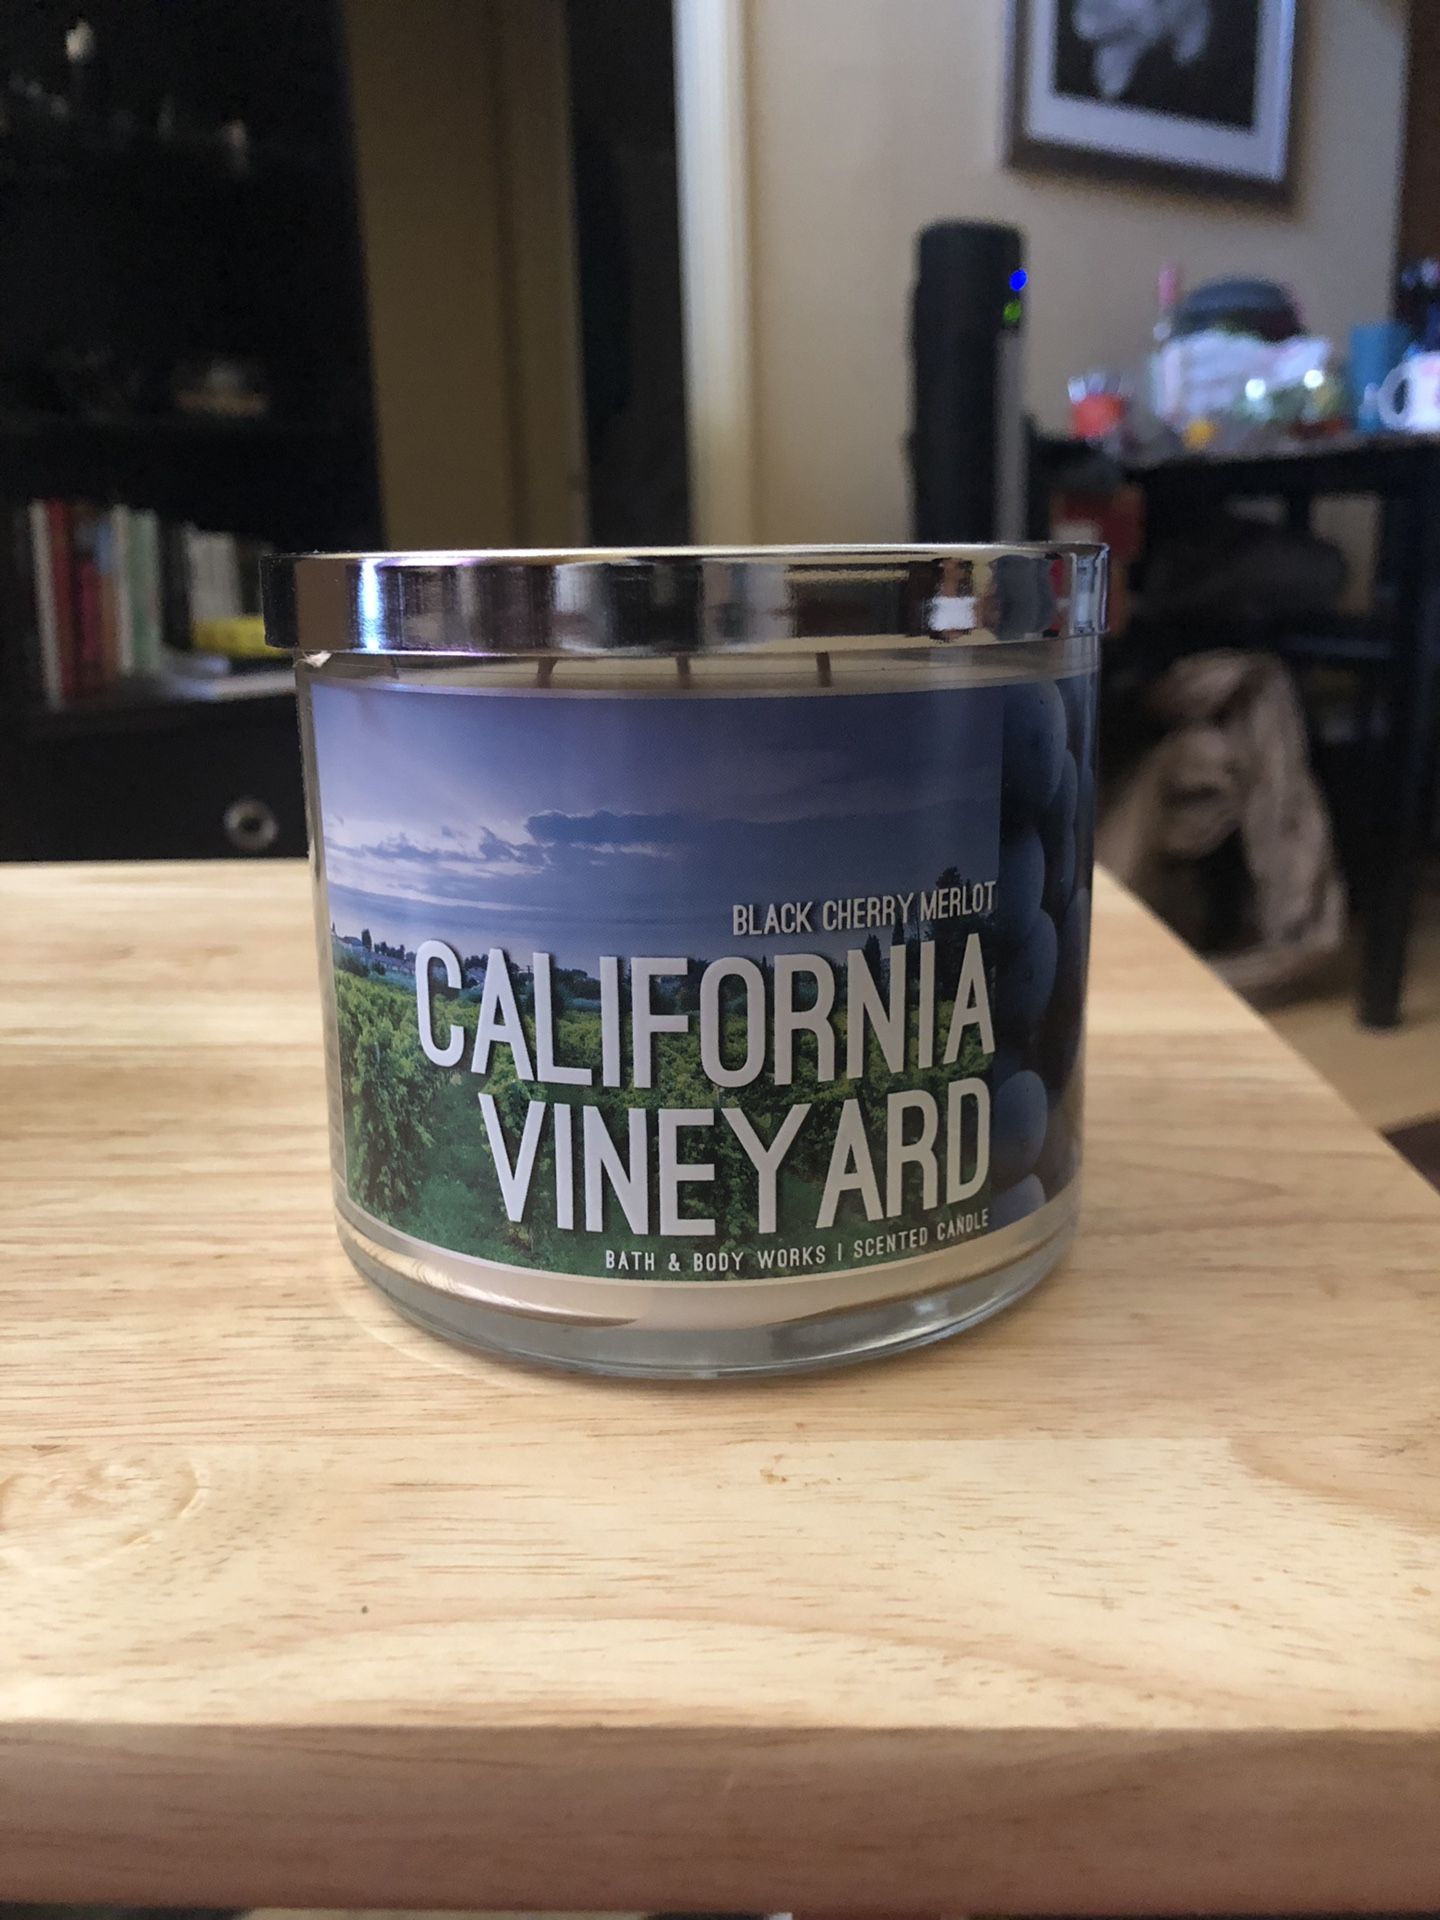 BLACK CHERRY MERLOT
CALIFORNIA
VINEYARD
BATH & BODY WORKS | SCENTED CANDLE